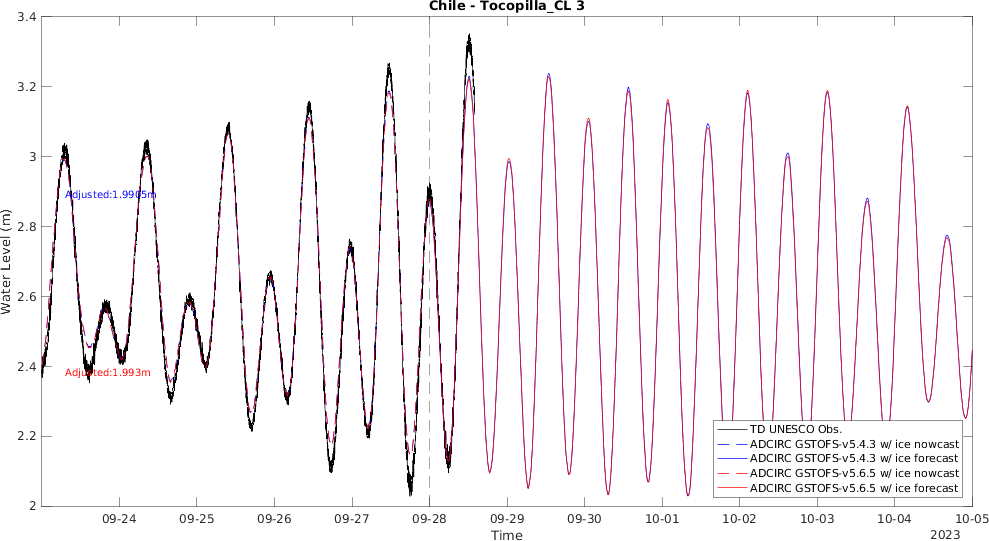 Chile - Tocopilla_CL 3
3.4
3.2
3
2.8
2.6
2.4
2.2
2
Water Level (m)
Adjusted:1.9905m
Adjusted:1.993m
TD UNESCO Obs.
ADCIRC GSTOFS-v5.4.3 w/ ice nowcast
ADCIRC GSTOFS-v5.4.3 w/ ice forecast
ADCIRC GSTOFS-v5.6.5 w/ ice nowcast
ADCIRC GSTOFS-v5.6.5 w/ ice forecast
09-24 09-25 09-26 09-27 09-28 09-29 09-30 10-01 10-02 10-03 10-04 10-05
Time
2023